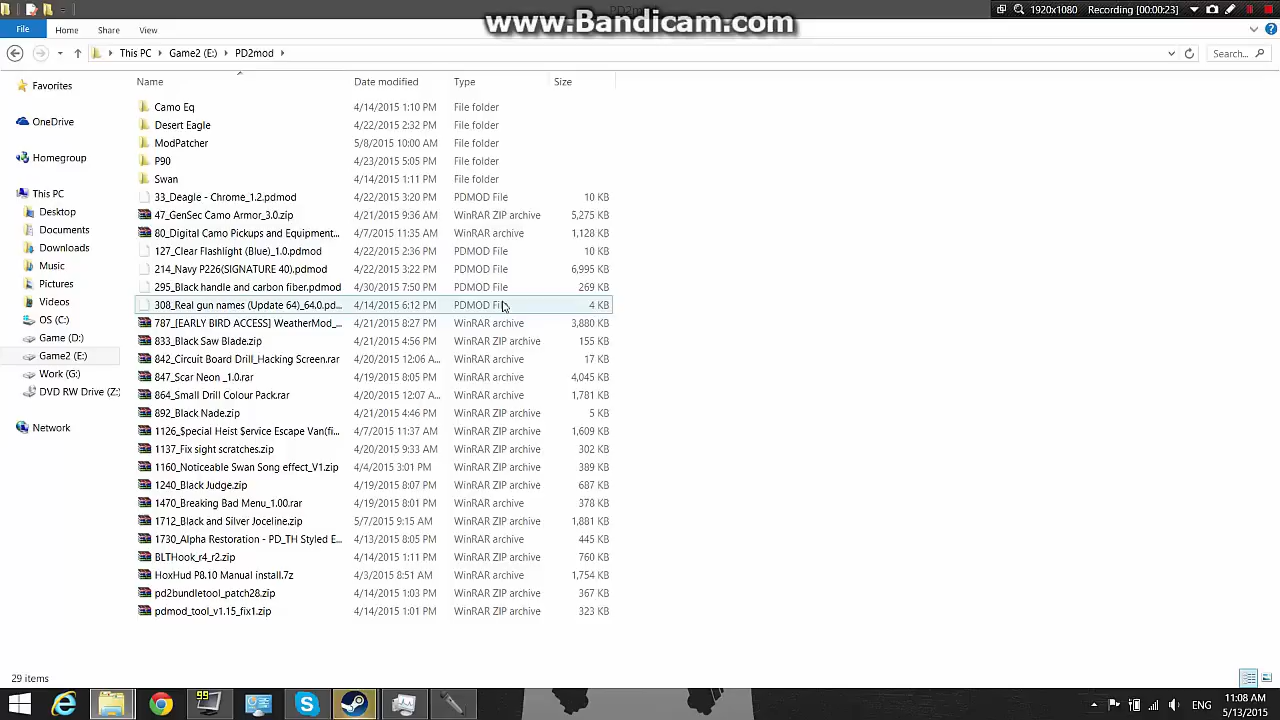 www.Bandicam.com
1920x1080 Recording [00:00:23]
File Home Share View
This PC Game2 (E:) PD2mod Search...
Name Date modified Type Size
Favorites
OneDrive
Homegroup
This PC
Desktop
Documents
Downloads
Music
Pictures
Videos
OS (C:)
Game (D:)
Game2 (E:)
Work (G:)
DVD RW Drive (Z:)
Network
Camo Eq 4/14/2015 1:10 PM File folder
Desert Eagle 4/22/2015 2:32 PM File folder
ModPatcher 5/8/2015 10:00 AM File folder
P90 4/23/2015 5:05 PM File folder
Swan 4/14/2015 1:11 PM File folder
33_Deagle - Chrome_1.2.pdmod 4/22/2015 3:20 PM PDMOD File 10 KB
47_GenSec Camo Armor_3.0.zip 4/21/2015 9:36 AM WinRAR ZIP archive 5,275 KB
80_Digital Camo Pickups and Equipment... 4/7/2015 11:35 AM WinRAR archive 1,128 KB
127_Clear Flashlight (Blue)_1.0.pdmod 4/22/2015 3:22 PM PDMOD File 10 KB
214_Navy P226(SIGNATURE 40).pdmod 4/22/2015 3:22 PM PDMOD File 6,995 KB
295_Black handle and carbon fiber.pdmod 4/30/2015 7:50 PM PDMOD File 269 KB
308_Real gun names (Update 64)_64.0.pd... 4/14/2015 6:12 PM PDMOD File 4 KB
787_[EARLY BIRD ACCESS] WeatherMod_... 4/21/2015 8:27 PM WinRAR archive 3,880 KB
833_Black Saw Blade.zip 4/21/2015 4:56 PM WinRAR ZIP archive 155 KB
842_Circuit Board Drill_Hacking Screen.rar 4/20/2015 12:06 A... WinRAR archive 17 KB
847_Scar Neon _1.0.rar 4/19/2015 8:05 PM WinRAR archive 4,045 KB
864_Small Drill Colour Pack.rar 4/20/2015 12:07 A... WinRAR archive 1,781 KB
892_Black Nade.zip 4/21/2015 4:46 PM WinRAR ZIP archive 5 KB
1126_$pecial Heist $ervice Escape Van(fi... 4/7/2015 11:37 AM WinRAR ZIP archive 1,609 KB
1137_Fix sight scratches.zip 4/20/2015 9:33 AM WinRAR ZIP archive 302 KB
1160_Noticeable Swan Song effect_V1.zip 4/4/2015 3:01 PM WinRAR ZIP archive 389 KB
1240_Black Judge.zip 4/19/2015 8:07 PM WinRAR ZIP archive 687 KB
1470_Breaking Bad Menu_1.00.rar 4/19/2015 8:01 PM WinRAR archive 378 KB
1712_Black and Silver Joceline.zip 5/7/2015 9:15 AM WinRAR ZIP archive 1,881 KB
1730_Alpha Restoration - PD_TH Styled E... 4/13/2015 8:05 PM WinRAR archive 445 KB
BLTHook_r4_r2.zip 4/14/2015 1:11 PM WinRAR ZIP archive 760 KB
HoxHud P8.10 Manual install.7z 4/3/2015 8:51 AM WinRAR archive 1,754 KB
pd2bundletool_patch28.zip 4/14/2015 1:03 PM WinRAR ZIP archive 367 KB
pdmod_tool_v1.15_fix1.zip 4/14/2015 1:01 PM WinRAR ZIP archive 323 KB
29 items
ENG
11:08 AM
5/13/2015